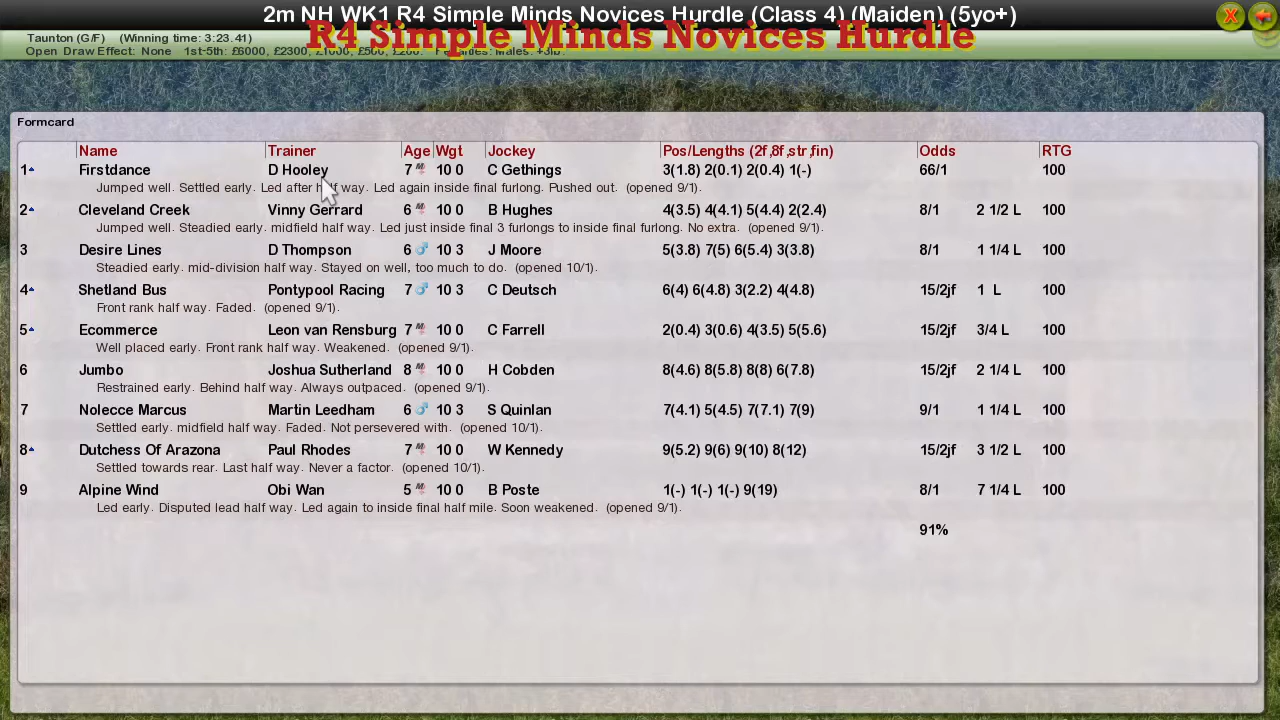 2m NH WK1 R4 Simple Minds Novices Hurdle (Class 4) (Maiden) (5yo+)
R4 Simple Minds Novices Hurdle
Taunton (G/F) (Winning time: 3:23.41)
Open Draw Effect: None 1st-5th: £6000, £2300, £1000, £500, £200. Penalties: Males: +3lb.
Formcard
Name Trainer Age Wgt Jockey Pos/Lengths (2f,8f,str,fin) Odds RTG
1 Firstdance D Hooley 7 10 0 C Gethings 3(1.8) 2(0.1) 2(0.4) 1(-) 66/1 100
Jumped well. Settled early. Led after half way. Led again inside final furlong. Pushed out. (opened 9/1).
2 Cleveland Creek Vinny Gerrard 6 10 0 B Hughes 4(3.5) 4(4.1) 5(4.4) 2(2.4) 8/1 2 1/2 L 100
Jumped well. Steadied early. midfield half way. Led just inside final 3 furlongs to inside final furlong. No extra. (opened 9/1).
3 Desire Lines D Thompson 6 10 3 J Moore 5(3.8) 7(5) 6(5.4) 3(3.8) 8/1 1 1/4 L 100
Steadied early. mid-division half way. Stayed on well, too much to do. (opened 10/1).
4 Shetland Bus Pontypool Racing 7 10 3 C Deutsch 6(4) 6(4.8) 3(2.2) 4(4.8) 15/2jf 1 L 100
Front rank half way. Faded. (opened 9/1).
5 Ecommerce Leon van Rensburg 7 10 0 C Farrell 2(0.4) 3(0.6) 4(3.5) 5(5.6) 15/2jf 3/4 L 100
Well placed early. Front rank half way. Weakened. (opened 9/1).
6 Jumbo Joshua Sutherland 8 10 0 H Cobden 8(4.6) 8(5.8) 8(8) 6(7.8) 15/2jf 2 1/4 L 100
Restrained early. Behind half way. Always outpaced. (opened 9/1).
7 Nolecce Marcus Martin Leedham 6 10 3 S Quinlan 7(4.1) 5(4.5) 7(7.1) 7(9) 9/1 1 1/4 L 100
Settled early. midfield half way. Faded. Not persevered with. (opened 10/1).
8 Dutchess Of Arazona Paul Rhodes 7 10 0 W Kennedy 9(5.2) 9(6) 9(10) 8(12) 15/2jf 3 1/2 L 100
Settled towards rear. Last half way. Never a factor. (opened 10/1).
9 Alpine Wind Obi Wan 5 10 0 B Poste 1(-) 1(-) 1(-) 9(19) 8/1 7 1/4 L 100
Led early. Disputed lead half way. Led again to inside final half mile. Soon weakened. (opened 9/1).
91%